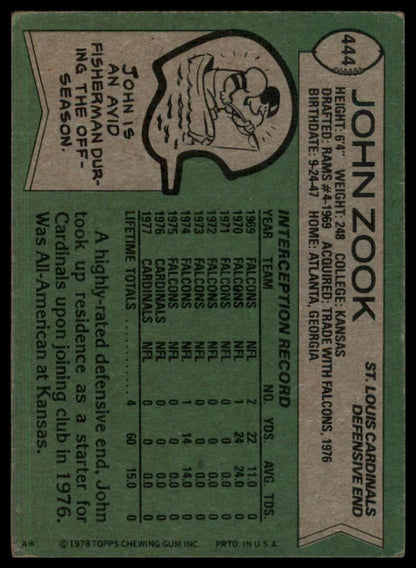 444
JOHN ZOOK
ST. LOUIS CARDINALS
DEFENSIVE END
HEIGHT: 6'4" WEIGHT: 248 COLLEGE: KANSAS
DRAFTED: RAMS #4-1969 ACQUIRED: TRADE WITH FALCONS, 1976
BIRTHDATE: 9-24-47 HOME: ATLANTA, GEORGIA
JOHN IS
AN AVID
FISHERMAN DUR-
ING THE OFF-
SEASON.
INTERCEPTION RECORD
YEAR TEAM NO. YDS. AVG. TDS.
1969 FALCONS NFL 2 22 11.0 0
1970 FALCONS NFL 1 24 24.0 0
1971 FALCONS NFL 0 0 0 0
1972 FALCONS NFL 0 0 0 0
1973 FALCONS NFL 0 0 0 0
1974 FALCONS NFL 1 14 14.0 0
1975 FALCONS NFL 0 0 0 0
1976 CARDINALS NFL 0 0 0 0
1977 CARDINALS NFL 0 0 0 0
LIFETIME TOTALS 4 60 15.0 0
A highly-rated defensive end, John
took up residence as a starter for
Cardinals upon joining club in 1976.
Was All-American at Kansas.
A* © 1978 TOPPS CHEWING GUM INC. PRTD. IN U.S.A.